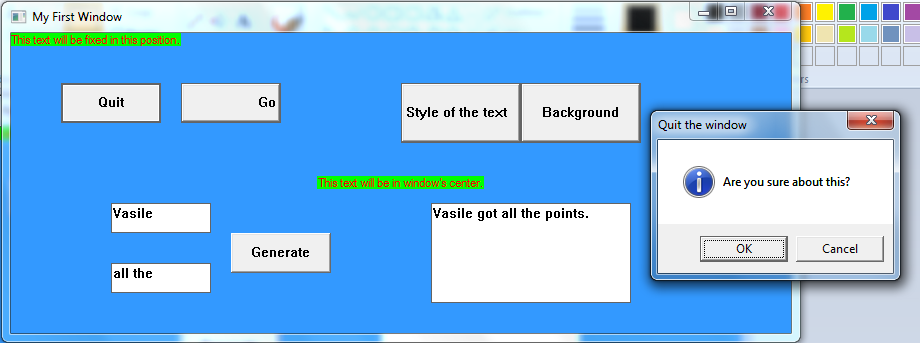 My First Window
This text will be fixed in this position.
Quit
Go
Style of the text
Background
This text will be in window's center.
Vasile
all the
Generate
Vasile got all the points.
Quit the window
Are you sure about this?
OK
Cancel